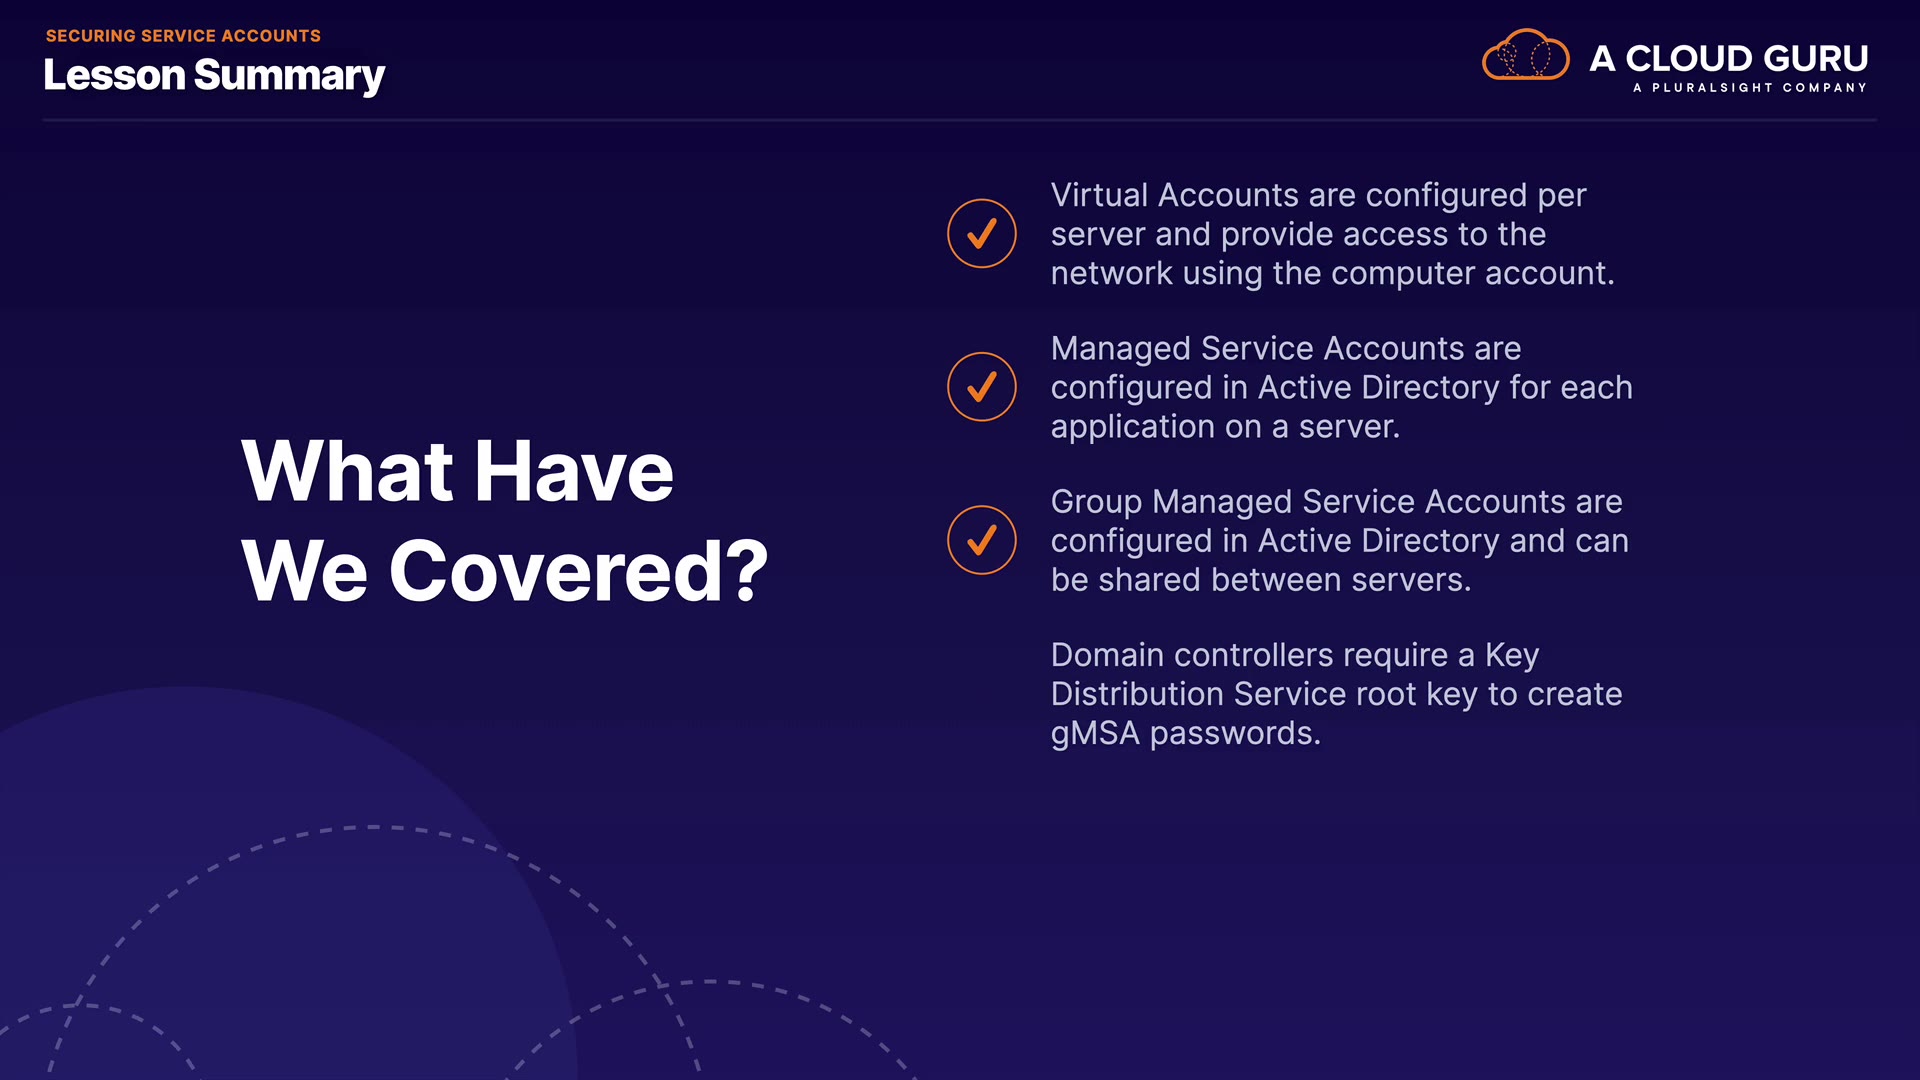 SECURING SERVICE ACCOUNTS
Lesson Summary
A CLOUD GURU
A PLURALSIGHT COMPANY
What Have
We Covered?
Virtual Accounts are configured per
server and provide access to the
network using the computer account.
Managed Service Accounts are
configured in Active Directory for each
application on a server.
Group Managed Service Accounts are
configured in Active Directory and can
be shared between servers.
Domain controllers require a Key
Distribution Service root key to create
gMSA passwords.